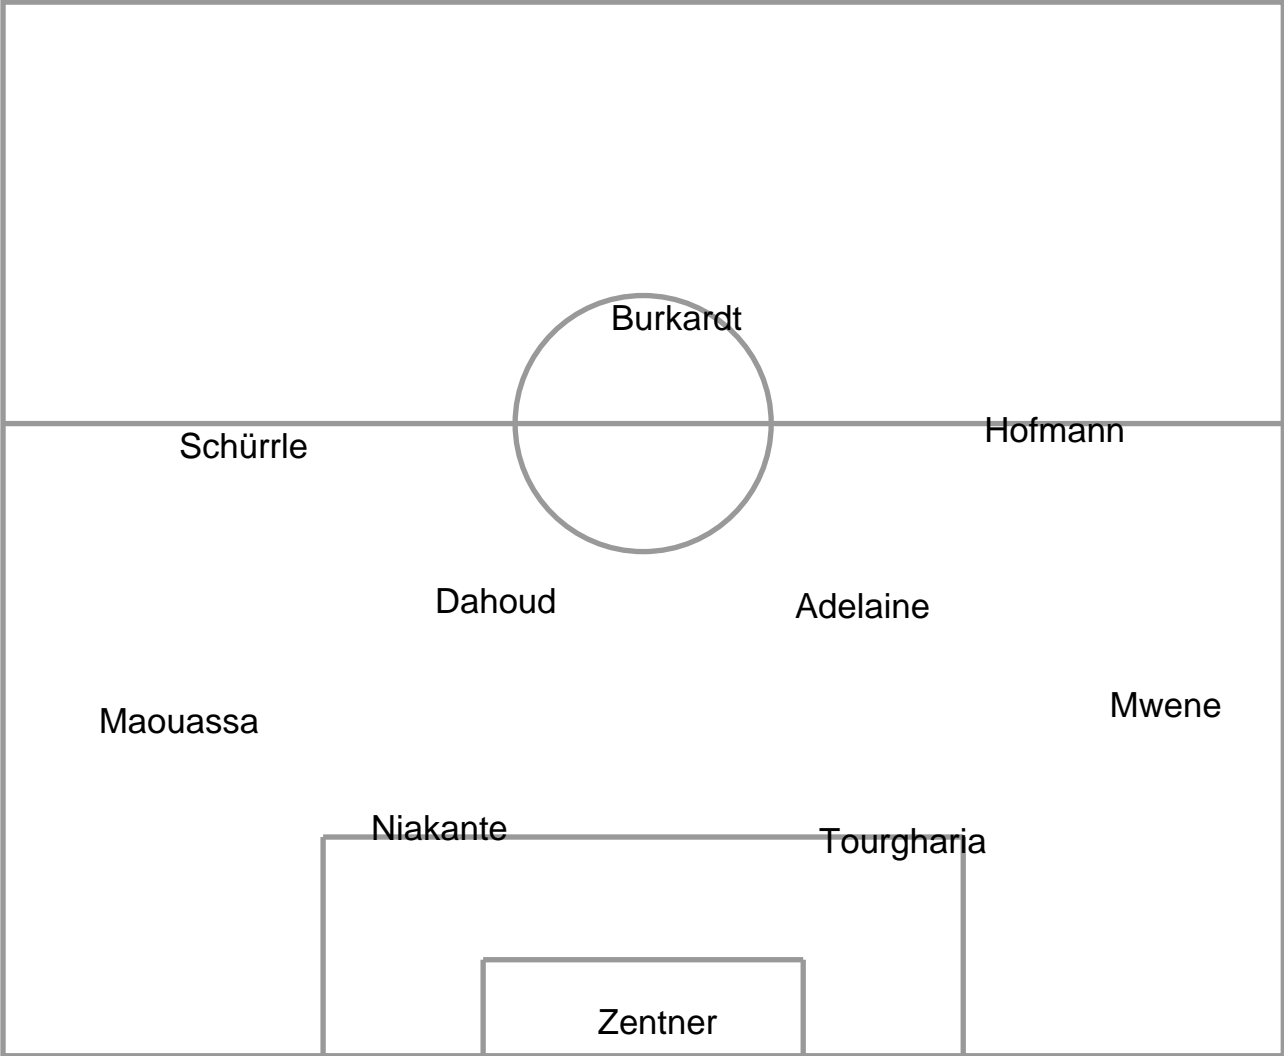 Burkardt
Schürrle
Hofmann
Dahoud
Adelaine
Maouassa
Mwene
Niakante
Tourgharia
Zentner